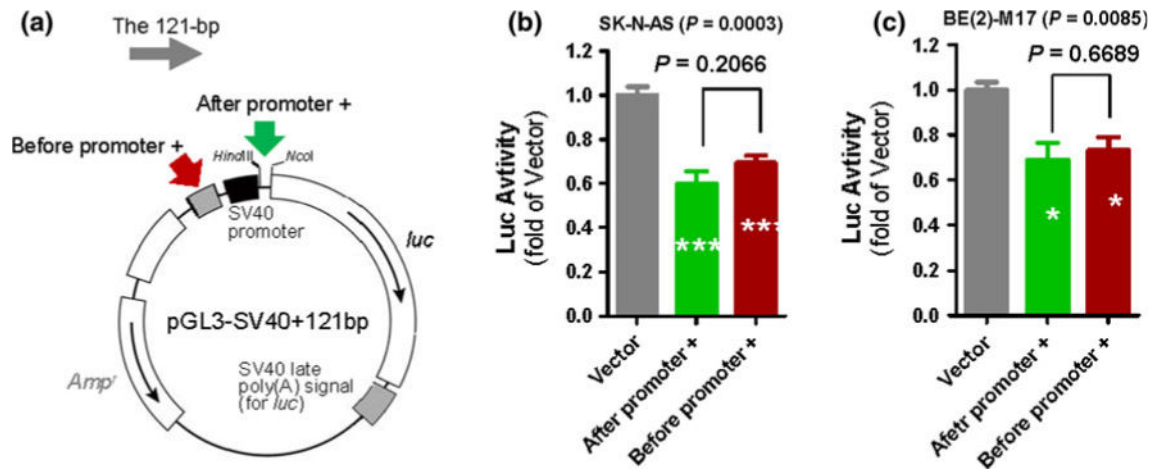 (a)
The 121-bp
After promoter +
Before promoter +
HindIII
NcoI
SV40
promoter
luc
pGL3-SV40+121bp
SV40 late
poly(A) signal
(for luc)
Ampr
(b)
SK-N-AS (P = 0.0003)
P = 0.2066
Luc Avtivity
(fold of Vector)
1.2
1.0
0.8
0.6
0.4
0.2
0.0
***
***
Vector
After promoter +
Before promoter +
(c)
BE(2)-M17 (P = 0.0085)
P = 0.6689
Luc Avtivity
(fold of Vector)
1.2
1.0
0.8
0.6
0.4
0.2
0.0
*
*
Vector
Afetr promoter +
Before promoter +